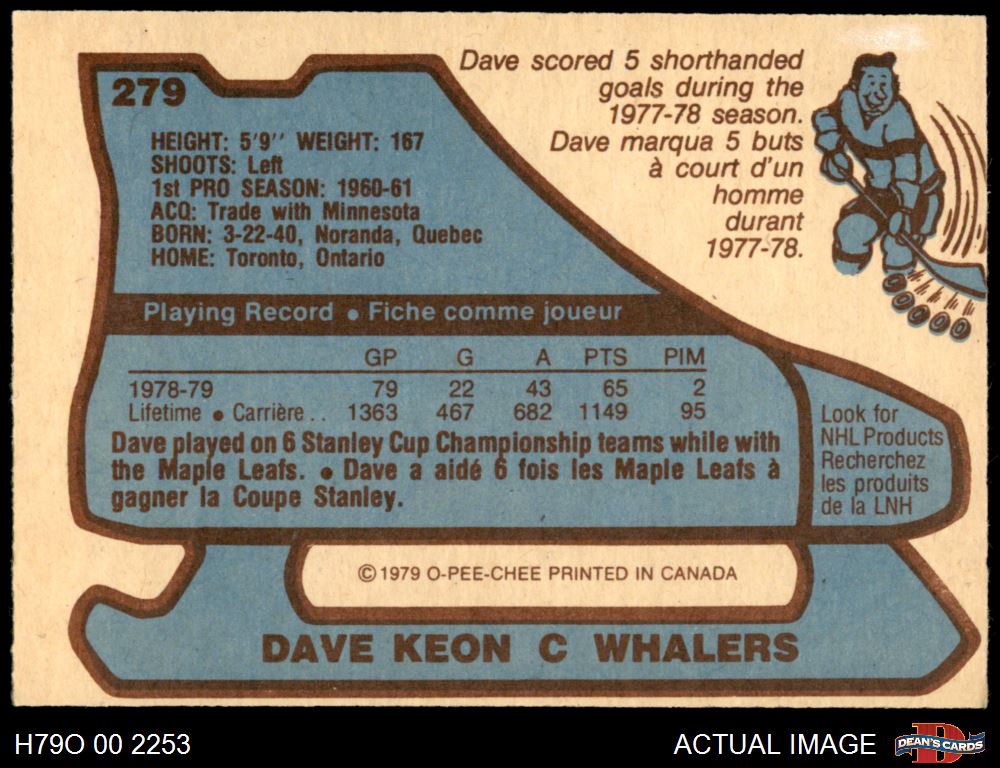 279
Dave scored 5 shorthanded
goals during the
1977-78 season.
Dave marqua 5 buts
à court d'un
homme
durant
1977-78.
HEIGHT: 5'9'' WEIGHT: 167
SHOOTS: Left
1st PRO SEASON: 1960-61
ACQ: Trade with Minnesota
BORN: 3-22-40, Noranda, Quebec
HOME: Toronto, Ontario
Playing Record • Fiche comme joueur
GP G A PTS PIM
1978-79 79 22 43 65 2
Lifetime • Carrière . . 1363 467 682 1149 95
Dave played on 6 Stanley Cup Championship teams while with
the Maple Leafs. • Dave a aidé 6 fois les Maple Leafs à
gagner la Coupe Stanley.
Look for
NHL Products
Recherchez
les produits
de la LNH
© 1979 O-PEE-CHEE PRINTED IN CANADA
DAVE KEON C WHALERS
H79O 00 2253
ACTUAL IMAGE
D
DEAN'S CARDS